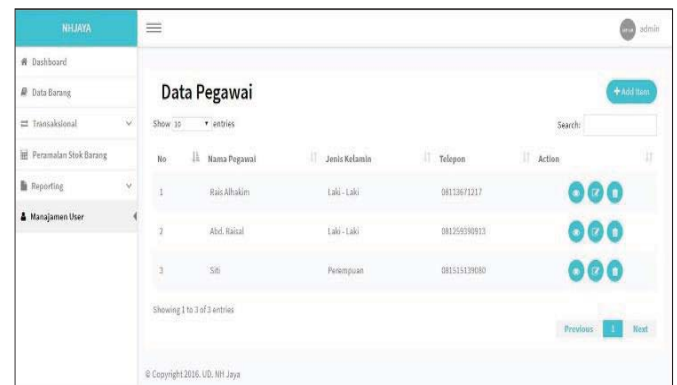 NHJAYA
admin
Dashboard
Data Barang
Transaksional
Peramalan Stok Barang
Reporting
Manajemen User
Data Pegawai
+Add Item
Show 10 entries
Search:
No Nama Pegawai Jenis Kelamin Telepon Action
1 Rais Alhakim Laki - Laki 08113671217
2 Abd. Raisal Laki - Laki 081259390913
3 Siti Perempuan 081515139080
Showing 1 to 3 of 3 entries
Previous 1 Next
© Copyright 2016. UD. NH Jaya